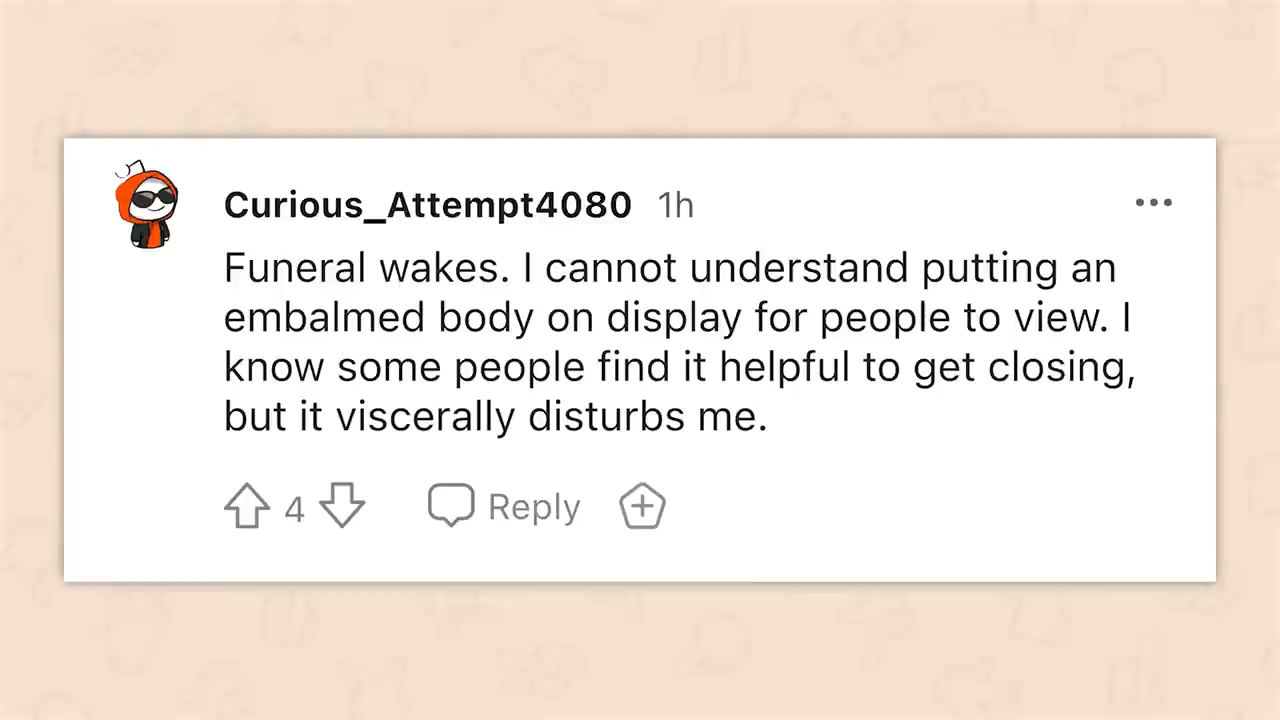 Curious_Attempt4080 1h
Funeral wakes. I cannot understand putting an
embalmed body on display for people to view. I
know some people find it helpful to get closing,
but it viscerally disturbs me.
4 Reply